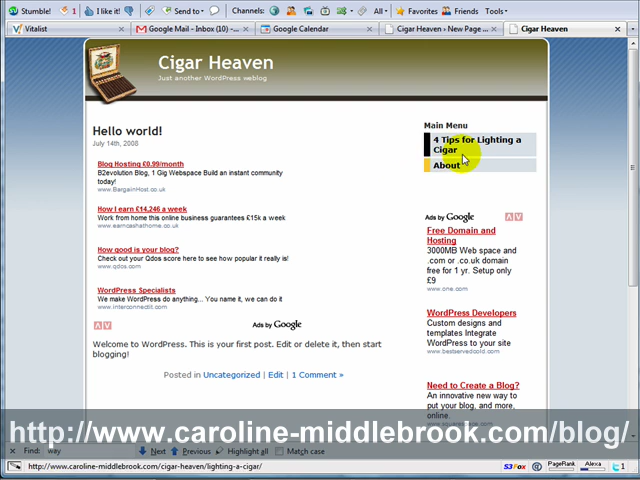 Stumble! 1 I like it! Send to Channels: All Favorites Friends Tools
Vitalist Google Mail - Inbox (10) -... Google Calendar Cigar Heaven › New Page ... Cigar Heaven
Cigar Heaven
Just another WordPress weblog
Hello world!
July 14th, 2008
Blog Hosting £0.99/month
B2evolution Blog, 1 Gig Webspace Build an instant community
today!
www.BargainHost.co.uk
How I earn £14,246 a week
Work from home this online business guarantees £15k a week
www.earncashathome.co.uk
How good is your blog?
Check out your Qdos score here to see how popular it really is!
www.qdos.com
WordPress Specialists
We make WordPress do anything... You name it, we can do it
www.interconnectit.com
Ads by Google
Welcome to WordPress. This is your first post. Edit or delete it, then start
blogging!
Posted in Uncategorized | Edit | 1 Comment »
Main Menu
4 Tips for Lighting a
Cigar
About
Ads by Google
Free Domain and
Hosting
3000MB Web space and
.com or .co.uk domain
free for 1 yr. Setup only
£9
www.one.com
WordPress Developers
Custom designs and
templates Integrate
WordPress to your site
www.bestservedcold.com
Need to Create a Blog?
An innovative new way to
put your blog, and more,
online.
http://www.caroline-middlebrook.com/blog/
Find: way Next Previous Highlight all Match case
http://www.caroline-middlebrook.com/cigar-heaven/lighting-a-cigar/ S3Fox PageRank Alexa 1